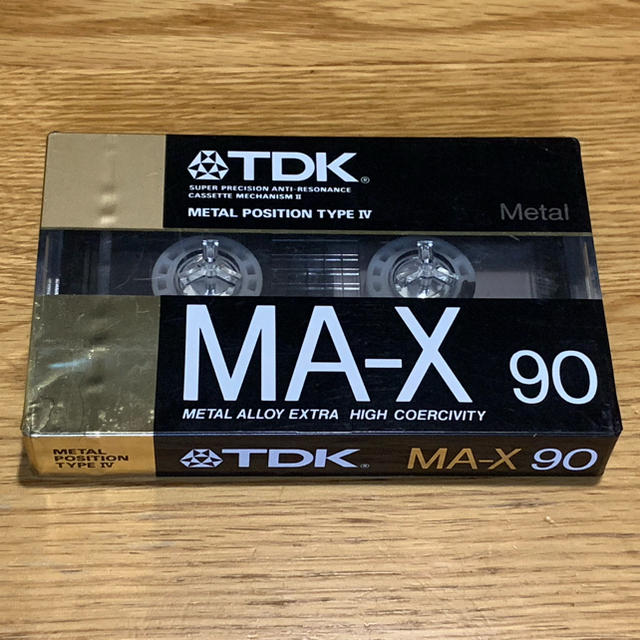 TDK®
SUPER PRECISION ANTI-RESONANCE
CASSETTE MECHANISM II
METAL POSITION TYPE IV
Metal
MA-X 90
METAL ALLOY EXTRA HIGH COERCIVITY
METAL
POSITION
TYPE IV
TDK® MA-X 90